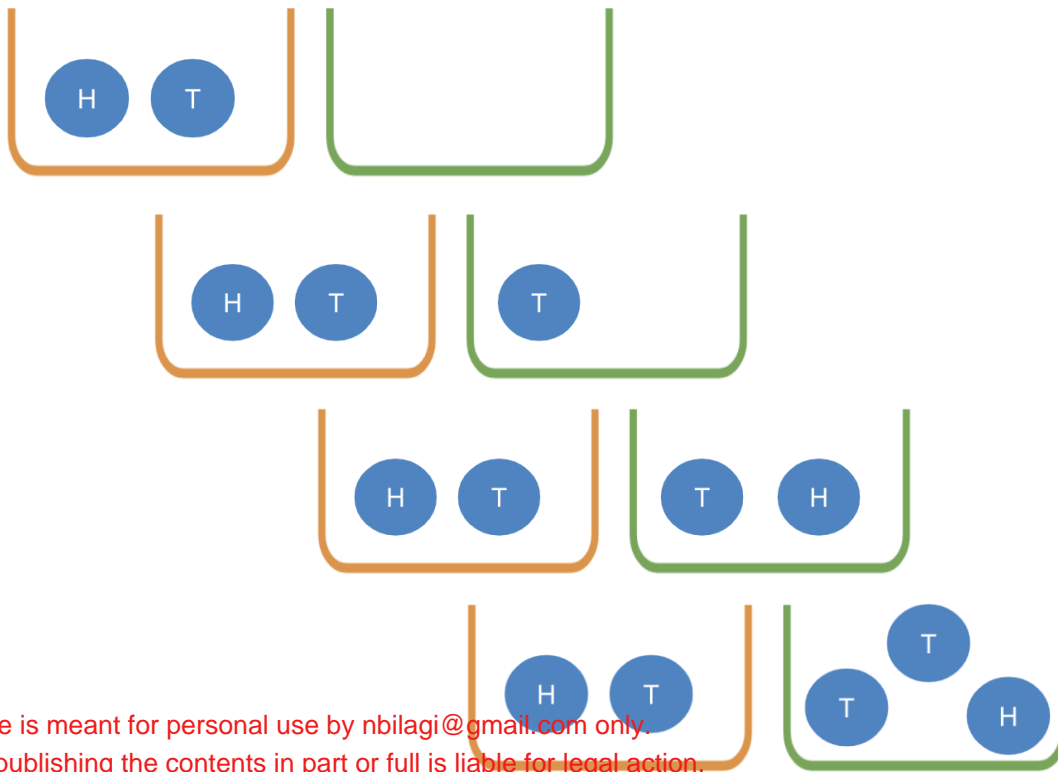 H T
H T T
H T T H
T
H T T H
e is meant for personal use by nbilagi@gmail.com only.
publishing the contents in part or full is liable for legal action.